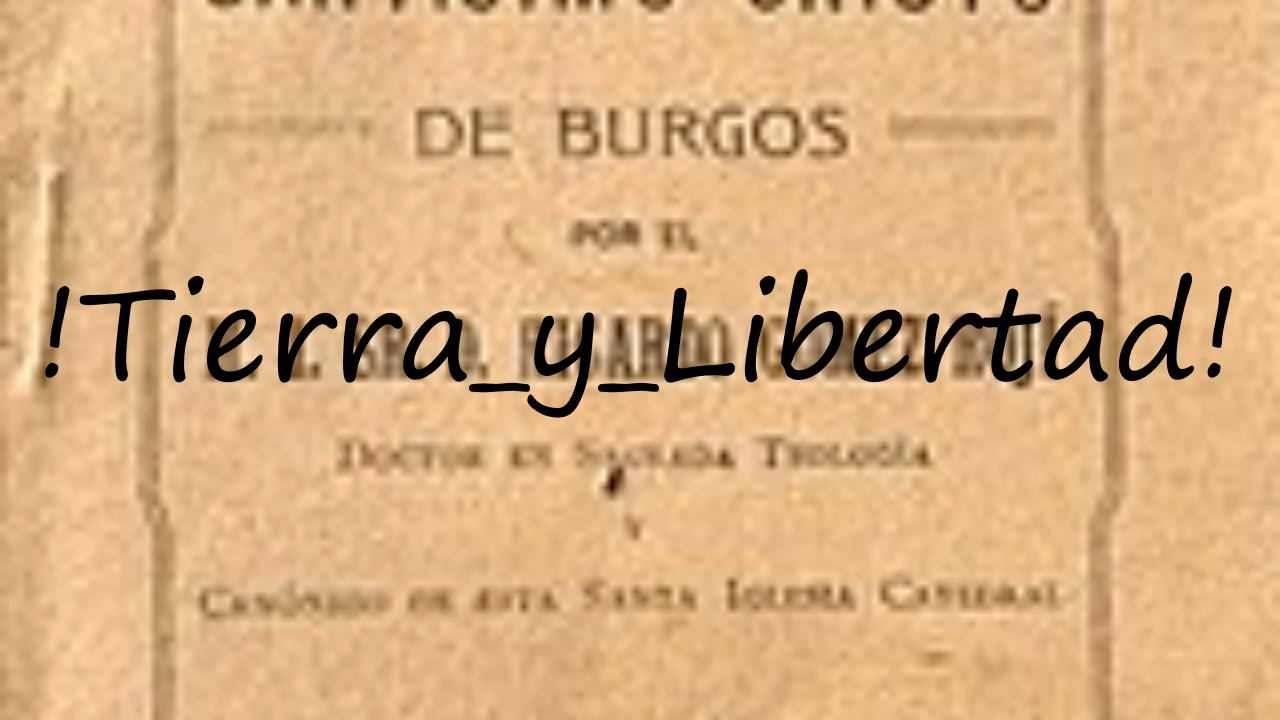 DE BURGOS
POR EL
!Tierra_y_Libertad!
DOCTOR EN SAGRADA TEOLOGÍA
Y
CANÓNIGO DE ESTA SANTA IGLESIA CATEDRAL